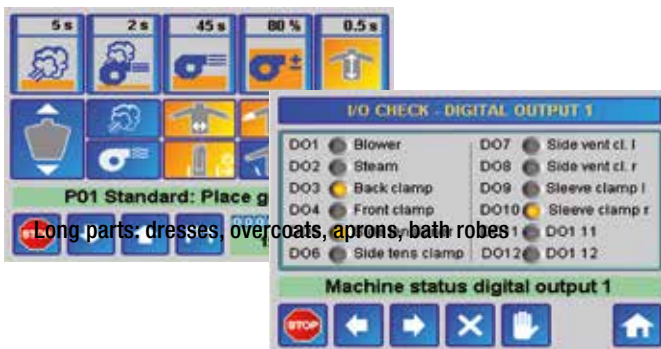 5 s 2 s 45 s 80 % 0.5 s
P01 Standard: Place g
STOP
I/O CHECK - DIGITAL OUTPUT 1
DO1 Blower DO7 Side vent cl. l
DO2 Steam DO8 Side vent cl. r
DO3 Back clamp DO9 Sleeve clamp l
DO4 Front clamp DO10 Sleeve clamp r
Long parts: dresses, overcoats, aprons, bath robes
DO1 11
DO6 Side tens clamp DO12 DO1 12
Machine status digital output 1
STOP